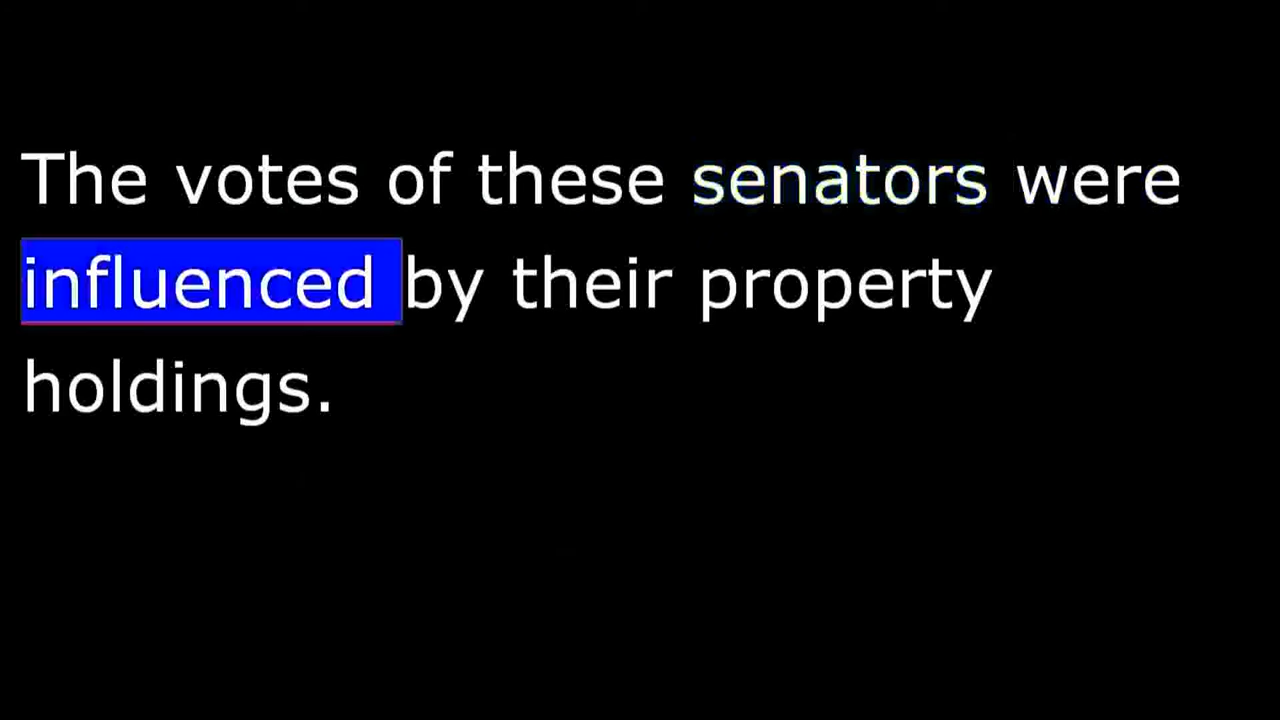 The votes of these senators were
influenced by their property
holdings.